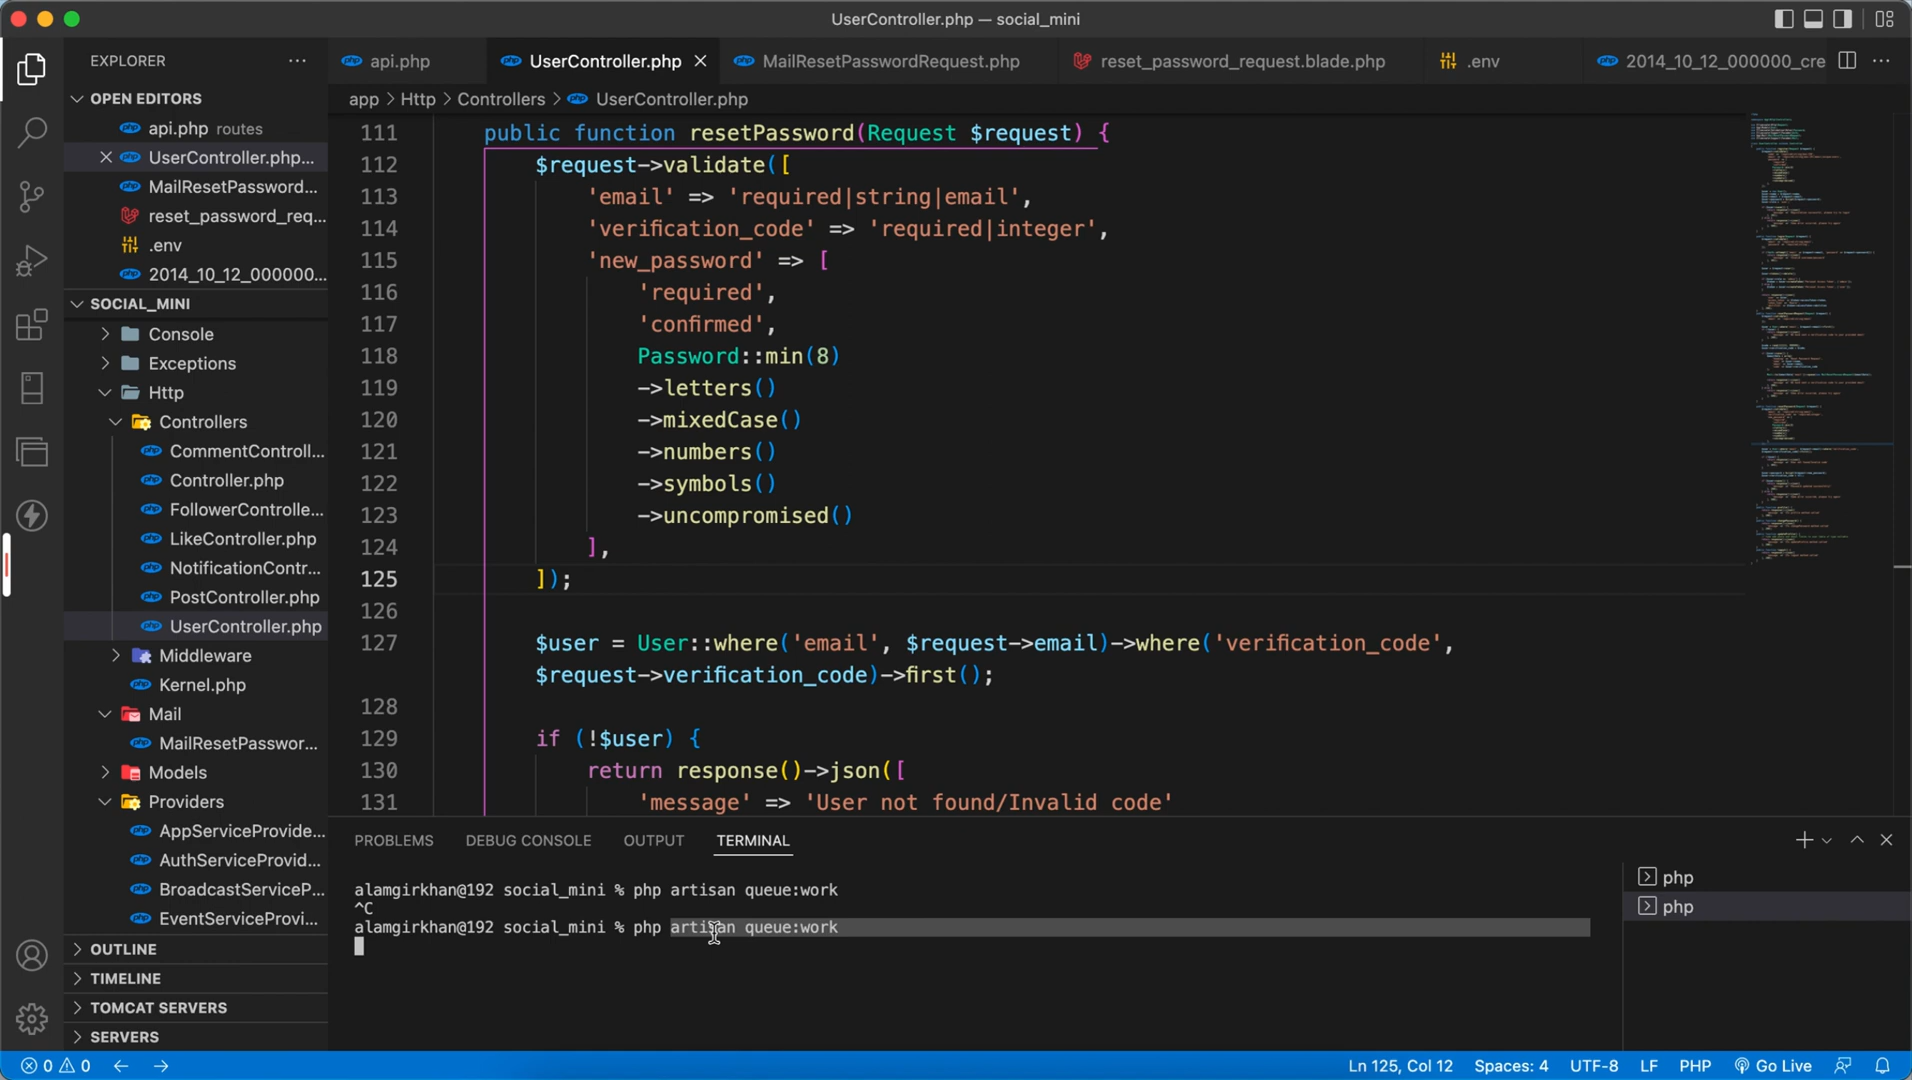 UserController.php — social_mini
EXPLORER
OPEN EDITORS
api.php routes
UserController.php...
MailResetPassword...
reset_password_req...
.env
2014_10_12_000000...
SOCIAL_MINI
Console
Exceptions
Http
Controllers
CommentControll...
Controller.php
FollowerControlle...
LikeController.php
NotificationContr...
PostController.php
UserController.php
Middleware
Kernel.php
Mail
MailResetPasswor...
Models
Providers
AppServiceProvide...
AuthServiceProvid...
BroadcastServiceP...
EventServiceProvi...
OUTLINE
TIMELINE
TOMCAT SERVERS
SERVERS
api.php
UserController.php
MailResetPasswordRequest.php
reset_password_request.blade.php
.env
2014_10_12_000000_cre
app > Http > Controllers > UserController.php
111 public function resetPassword(Request $request) {
112 $request->validate([
113 'email' => 'required|string|email',
114 'verification_code' => 'required|integer',
115 'new_password' => [
116 'required',
117 'confirmed',
118 Password::min(8)
119 ->letters()
120 ->mixedCase()
121 ->numbers()
122 ->symbols()
123 ->uncompromised()
124 ],
125 ]);
126
127 $user = User::where('email', $request->email)->where('verification_code',
$request->verification_code)->first();
128
129 if (!$user) {
130 return response()->json([
131 'message' => 'User not found/Invalid code'
PROBLEMS
DEBUG CONSOLE
OUTPUT
TERMINAL
alamgirkhan@192 social_mini % php artisan queue:work
^C
alamgirkhan@192 social_mini % php artisan queue:work
php
php
0
0
Ln 125, Col 12
Spaces: 4
UTF-8
LF
PHP
Go Live